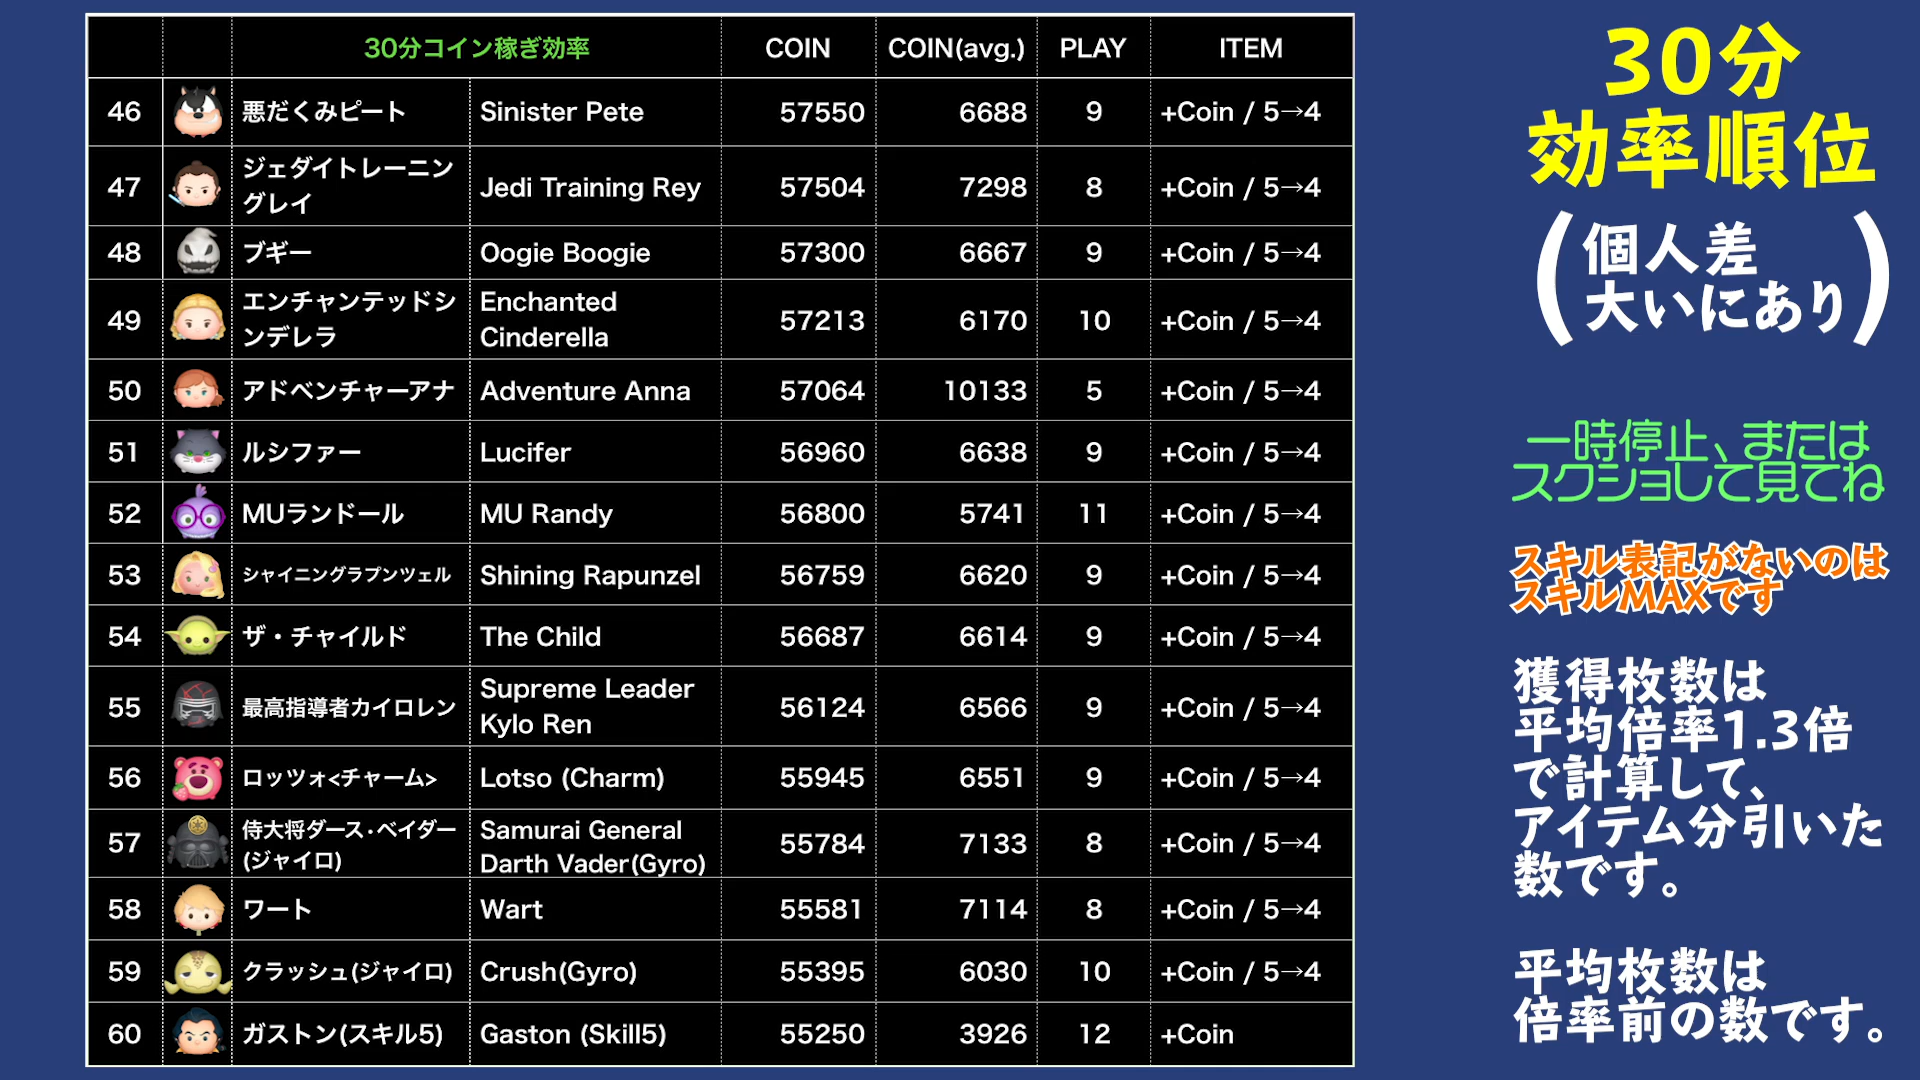 30分コイン稼ぎ効率 COIN COIN(avg.) PLAY ITEM
46 悪だくみピート Sinister Pete 57550 6688 9 +Coin / 5→4
47 ジェダイトレーニン
グレイ Jedi Training Rey 57504 7298 8 +Coin / 5→4
48 ブギー Oogie Boogie 57300 6667 9 +Coin / 5→4
49 エンチャンテッドシ
ンデレラ Enchanted
Cinderella 57213 6170 10 +Coin / 5→4
50 アドベンチャーアナ Adventure Anna 57064 10133 5 +Coin / 5→4
51 ルシファー Lucifer 56960 6638 9 +Coin / 5→4
52 MUランドール MU Randy 56800 5741 11 +Coin / 5→4
53 シャイニングラプンツェル Shining Rapunzel 56759 6620 9 +Coin / 5→4
54 ザ・チャイルド The Child 56687 6614 9 +Coin / 5→4
55 最高指導者カイロレン Supreme Leader
Kylo Ren 56124 6566 9 +Coin / 5→4
56 ロッツォ<チャーム> Lotso (Charm) 55945 6551 9 +Coin / 5→4
57 侍大将ダース・ベイダー
(ジャイロ) Samurai General
Darth Vader(Gyro) 55784 7133 8 +Coin / 5→4
58 ワート Wart 55581 7114 8 +Coin / 5→4
59 クラッシュ(ジャイロ) Crush(Gyro) 55395 6030 10 +Coin / 5→4
60 ガストン(スキル5) Gaston (Skill5) 55250 3926 12 +Coin
30分
効率順位
(個人差
大いにあり)
一時停止、または
スクショして見てね
スキル表記がないのは
スキルMAXです
獲得枚数は
平均倍率1.3倍
で計算して、
アイテム分引いた
数です。
平均枚数は
倍率前の数です。